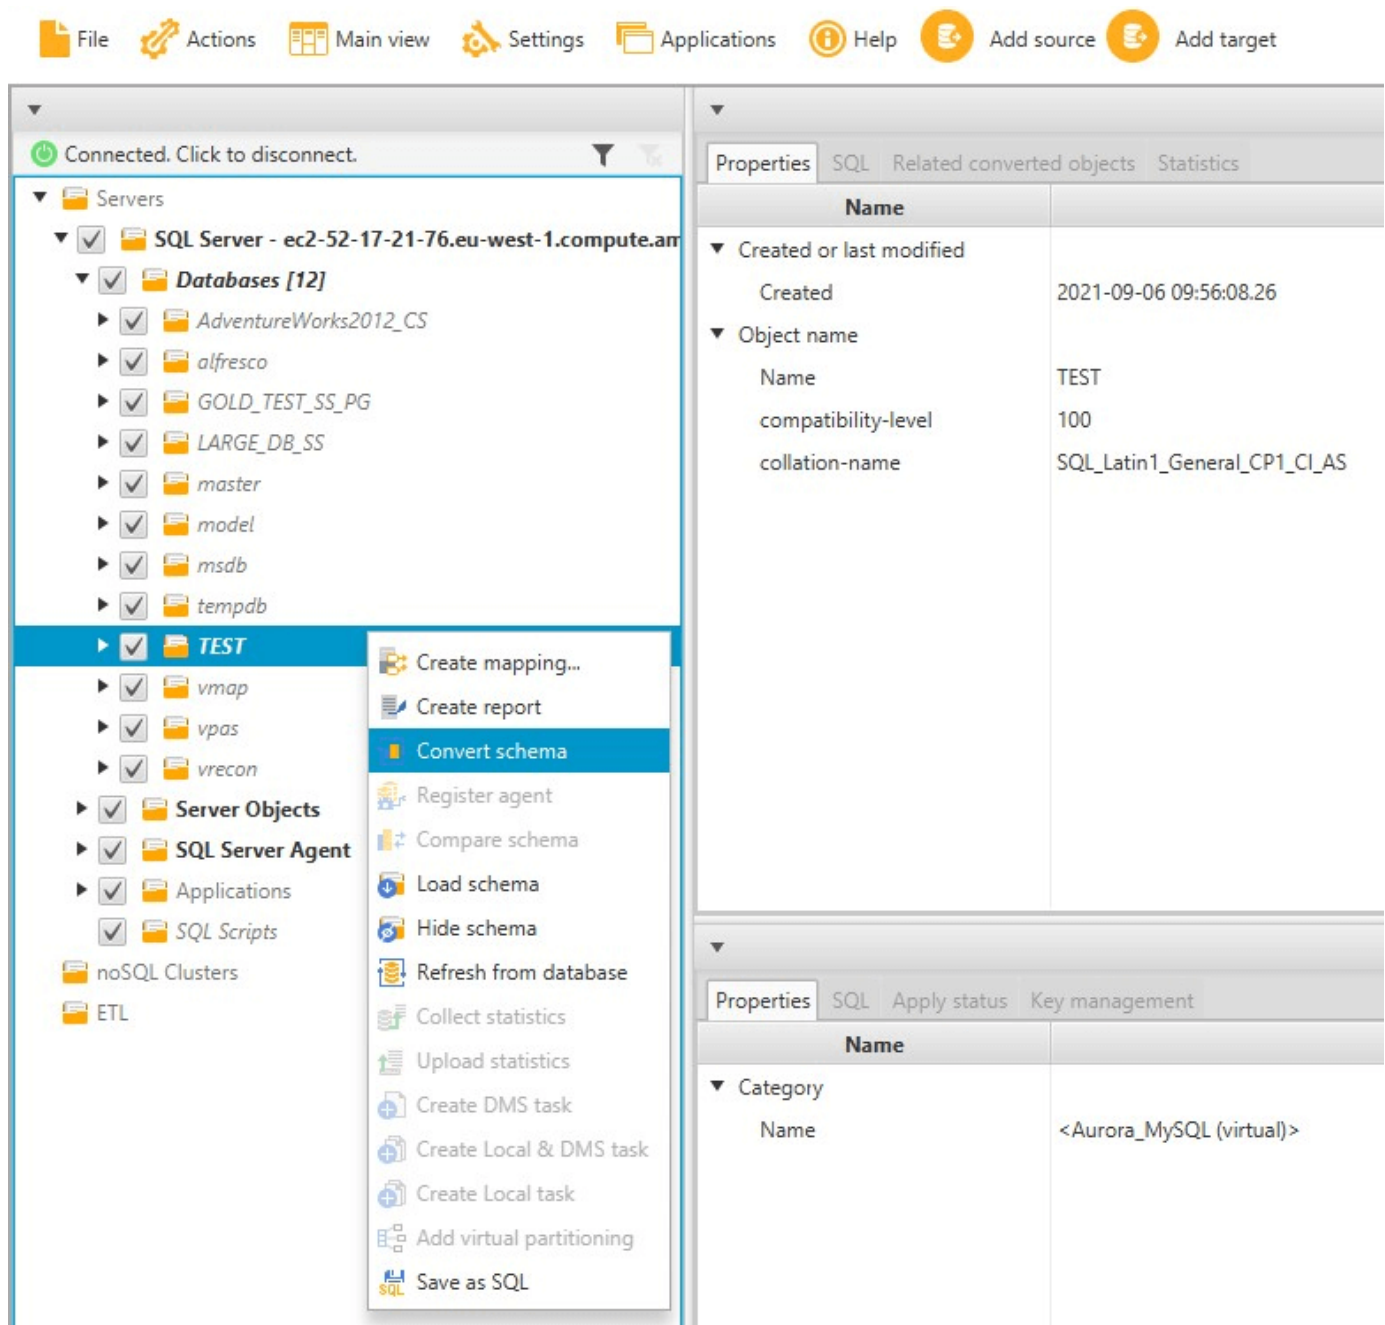 File Actions Main view Settings Applications Help Add source Add target
Connected. Click to disconnect.
Servers
SQL Server - ec2-52-17-21-76.eu-west-1.compute.am
Databases [12]
AdventureWorks2012_CS
alfresco
GOLD_TEST_SS_PG
LARGE_DB_SS
master
model
msdb
tempdb
TEST
vmap
vpas
vrecon
Server Objects
SQL Server Agent
Applications
SQL Scripts
noSQL Clusters
ETL
Create mapping...
Create report
Convert schema
Register agent
Compare schema
Load schema
Hide schema
Refresh from database
Collect statistics
Upload statistics
Create DMS task
Create Local & DMS task
Create Local task
Add virtual partitioning
SQL Save as SQL
Properties SQL Related converted objects Statistics
Name
Created or last modified
Created 2021-09-06 09:56:08.26
Object name
Name TEST
compatibility-level 100
collation-name SQL_Latin1_General_CP1_CI_AS
Properties SQL Apply status Key management
Name
Category
Name <Aurora_MySQL (virtual)>